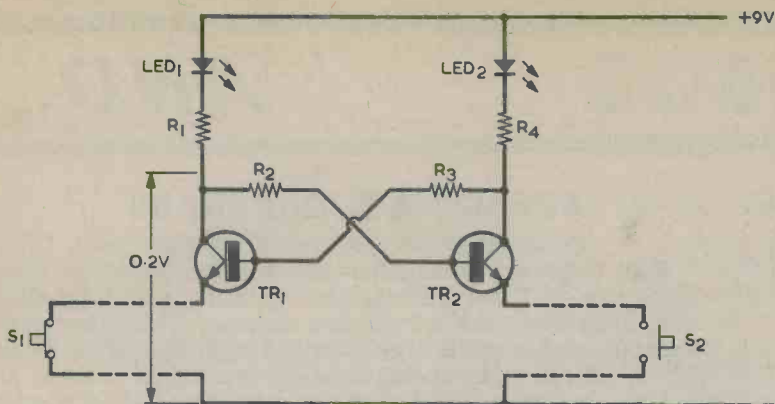 +9V
LED1
LED2
R1
R4
R2
R3
0·2V
TR1
TR2
S1
S2